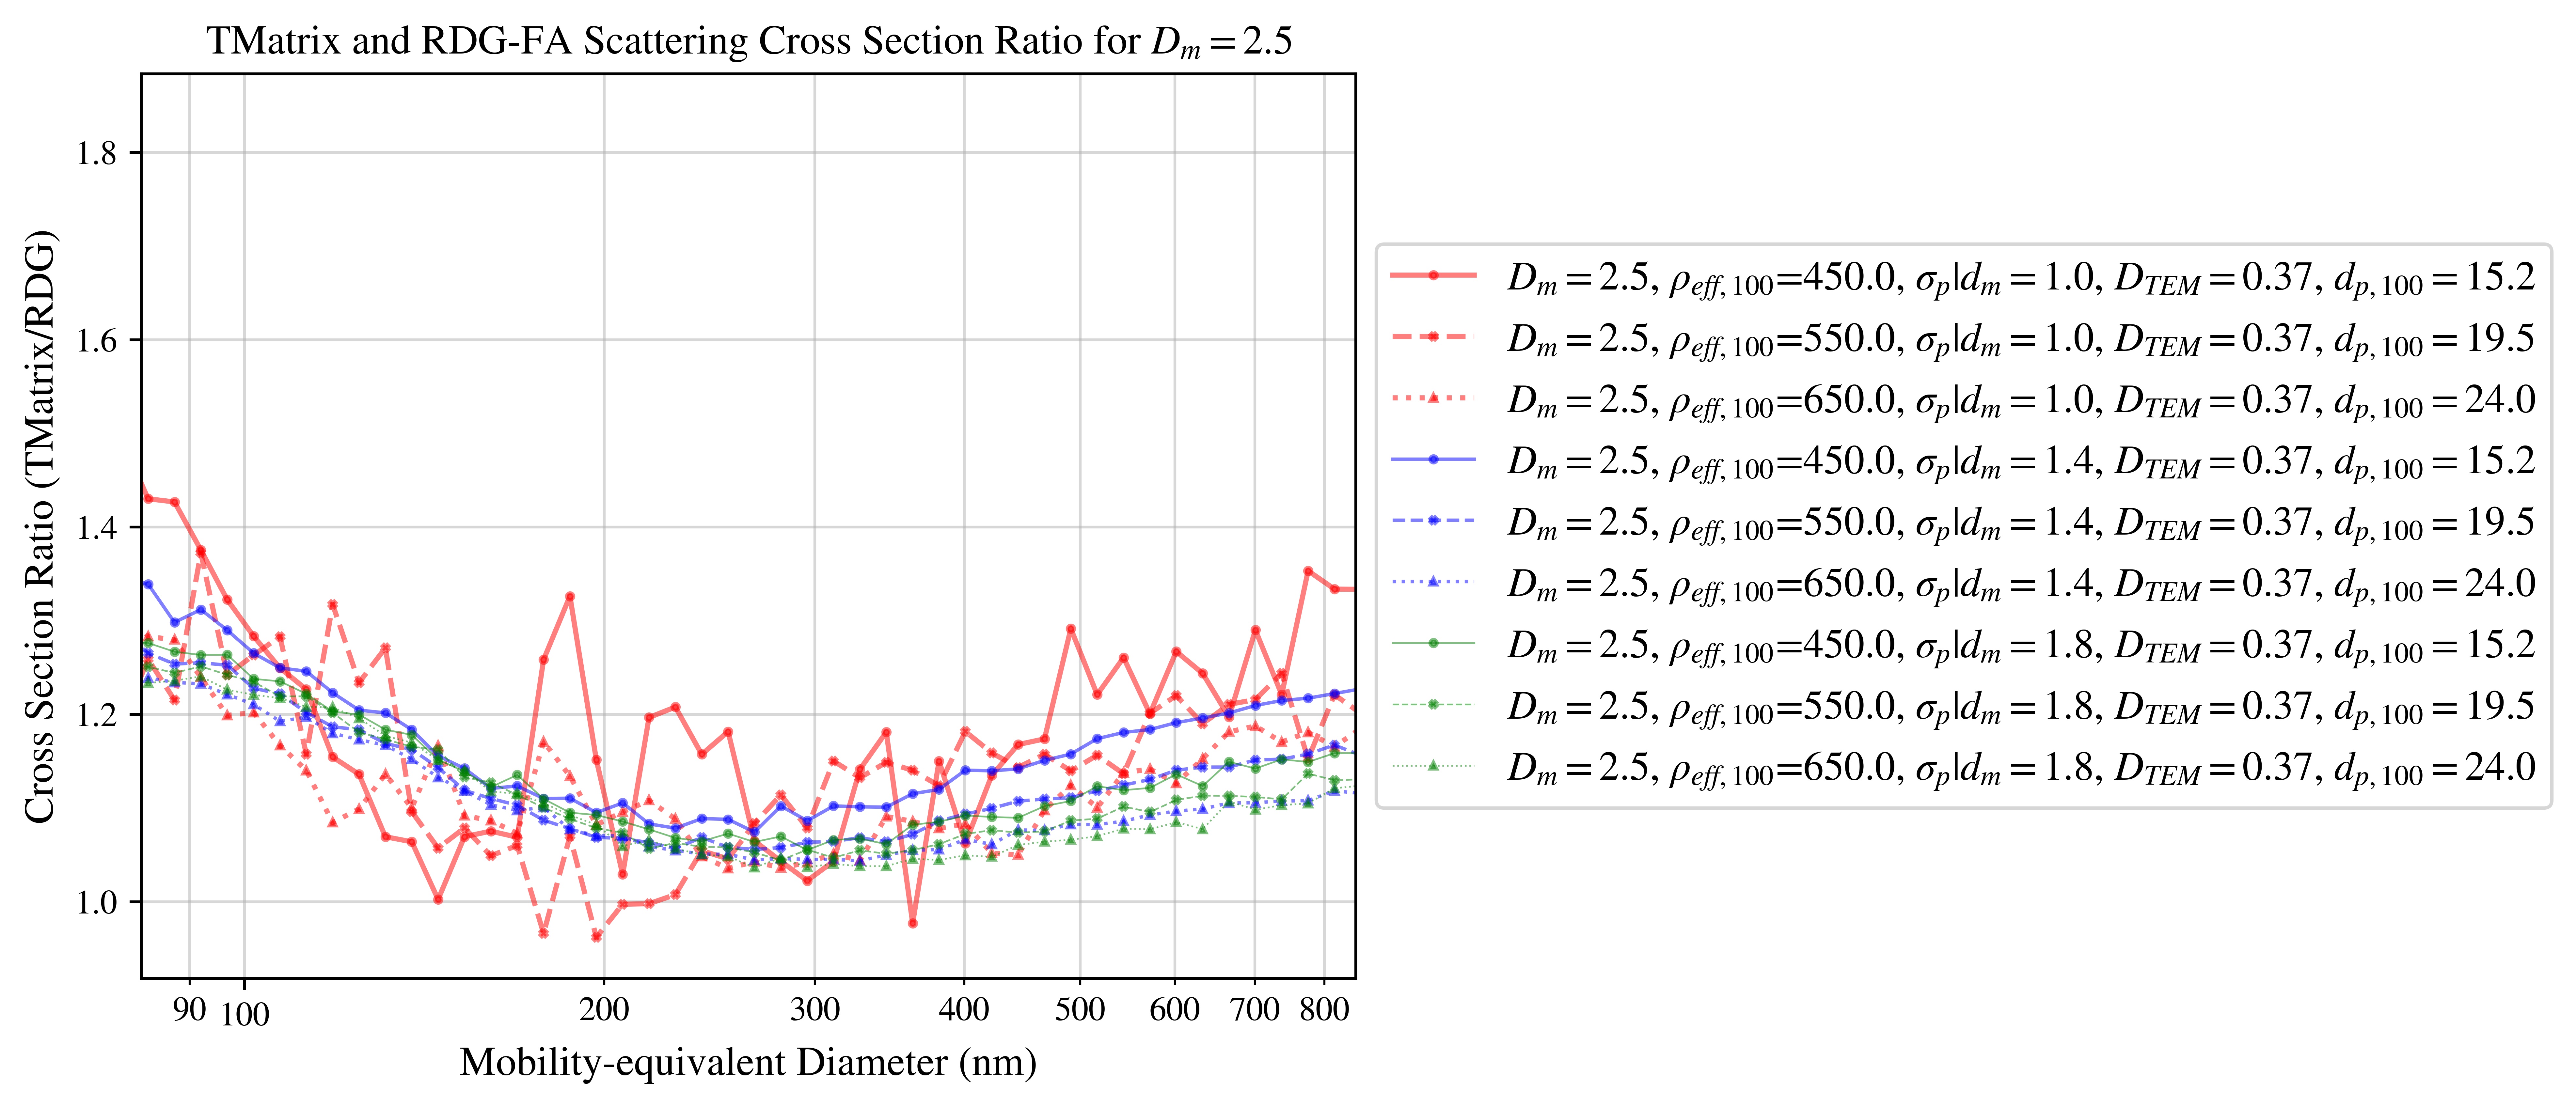 TMatrix and RDG-FA Scattering Cross Section Ratio for D_m = 2.5
Cross Section Ratio (TMatrix/RDG)
1.8
1.6
1.4
1.2
1.0
90 100 200 300 400 500 600 700 800
Mobility-equivalent Diameter (nm)
D_m = 2.5, ρ_eff,100=450.0, σ_p|d_m = 1.0, D_TEM = 0.37, d_p,100 = 15.2
D_m = 2.5, ρ_eff,100=550.0, σ_p|d_m = 1.0, D_TEM = 0.37, d_p,100 = 19.5
D_m = 2.5, ρ_eff,100=650.0, σ_p|d_m = 1.0, D_TEM = 0.37, d_p,100 = 24.0
D_m = 2.5, ρ_eff,100=450.0, σ_p|d_m = 1.4, D_TEM = 0.37, d_p,100 = 15.2
D_m = 2.5, ρ_eff,100=550.0, σ_p|d_m = 1.4, D_TEM = 0.37, d_p,100 = 19.5
D_m = 2.5, ρ_eff,100=650.0, σ_p|d_m = 1.4, D_TEM = 0.37, d_p,100 = 24.0
D_m = 2.5, ρ_eff,100=450.0, σ_p|d_m = 1.8, D_TEM = 0.37, d_p,100 = 15.2
D_m = 2.5, ρ_eff,100=550.0, σ_p|d_m = 1.8, D_TEM = 0.37, d_p,100 = 19.5
D_m = 2.5, ρ_eff,100=650.0, σ_p|d_m = 1.8, D_TEM = 0.37, d_p,100 = 24.0